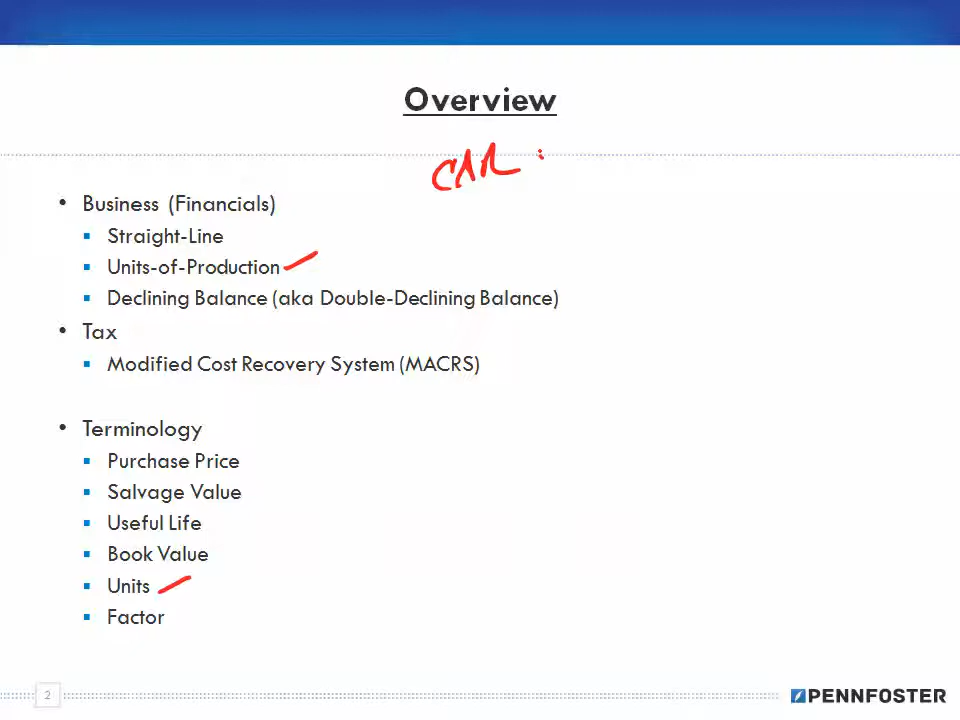 Overview
CAR :
• Business (Financials)
▪ Straight-Line
▪ Units-of-Production
▪ Declining Balance (aka Double-Declining Balance)
• Tax
▪ Modified Cost Recovery System (MACRS)
• Terminology
▪ Purchase Price
▪ Salvage Value
▪ Useful Life
▪ Book Value
▪ Units
▪ Factor
2
PENNFOSTER